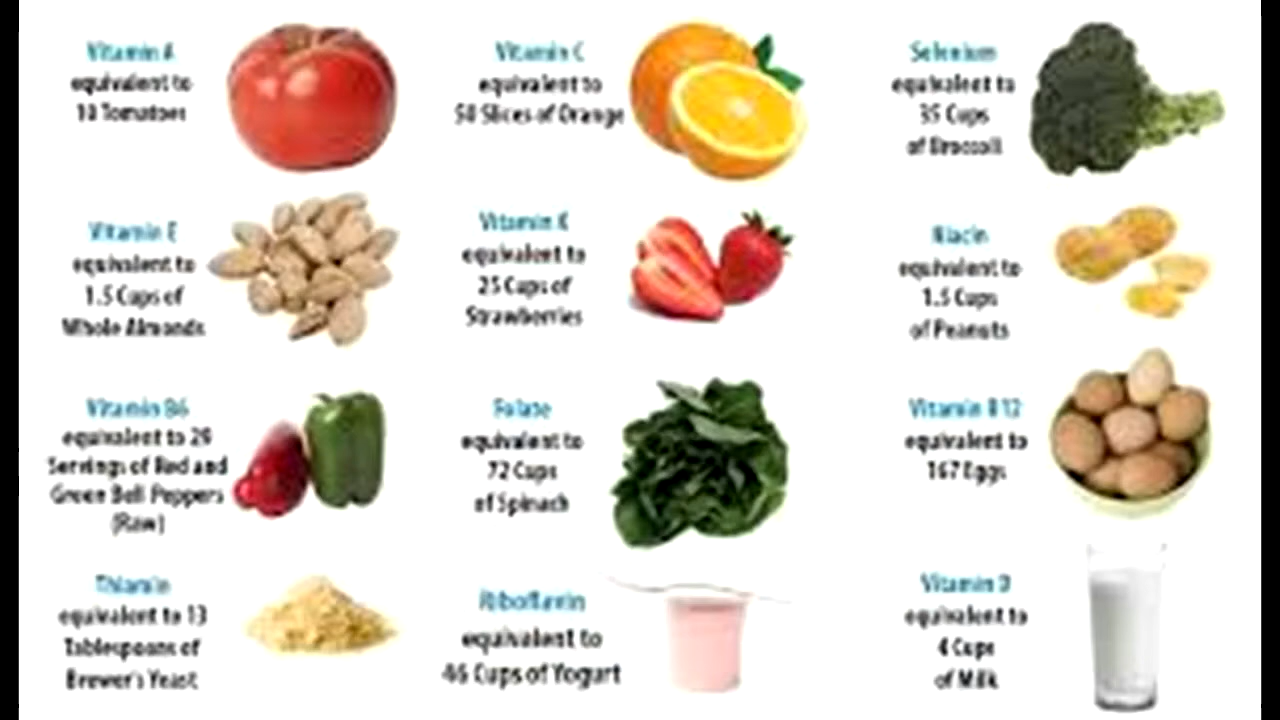 Vitamin A
equivalent to
10 Tomatoes
Vitamin C
equivalent to
50 Slices of Orange
Selenium
equivalent to
35 Cups
of Broccoli
Vitamin E
equivalent to
1.5 Cups of
Whole Almonds
Vitamin K
equivalent to
25 Cups of
Strawberries
Niacin
equivalent to
1.5 Cups
of Peanuts
Vitamin B6
equivalent to 29
Servings of Red and
Green Bell Peppers
(Raw)
Folate
equivalent to
72 Cups
of Spinach
Vitamin B12
equivalent to
167 Eggs
Thiamin
equivalent to 13
Tablespoons of
Brewer's Yeast
Riboflavin
equivalent to
46 Cups of Yogurt
Vitamin D
equivalent to
4 Cups
of Milk